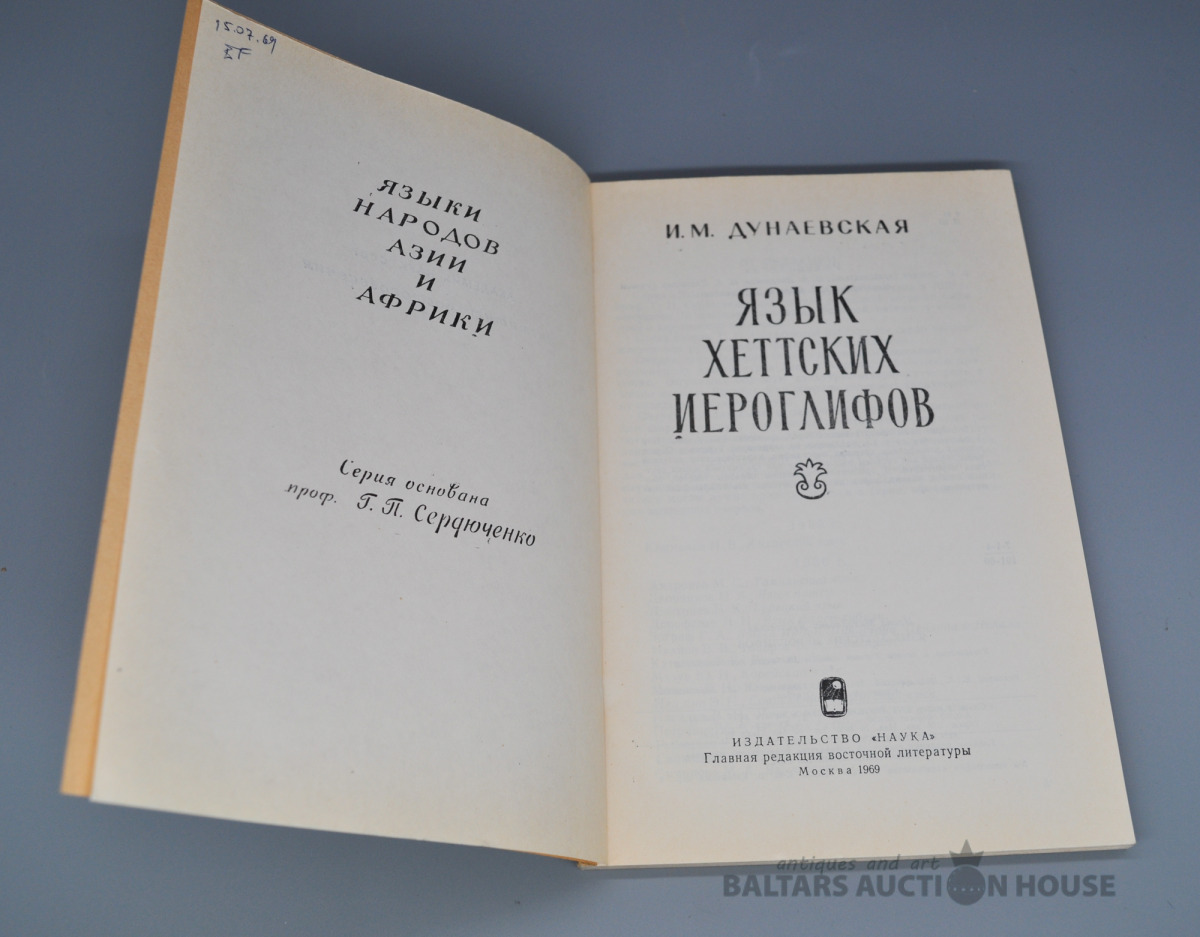 15.07.69
ЯЗЫКИ
НАРОДОВ
АЗИИ
И
АФРИКИ
Серия основана
проф. Г. П. Сердюченко
И. М. ДУНАЕВСКАЯ
ЯЗЫК
ХЕТТСКИХ
ИЕРОГЛИФОВ
ИЗДАТЕЛЬСТВО «НАУКА»
Главная редакция восточной литературы
Москва 1969
antiques and art
BALTARS AUCTION HOUSE